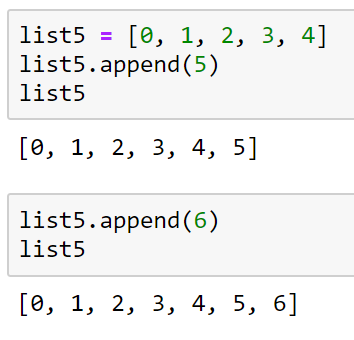 list5 = [0, 1, 2, 3, 4]
list5.append(5)
list5
[0, 1, 2, 3, 4, 5]
list5.append(6)
list5
[0, 1, 2, 3, 4, 5, 6]